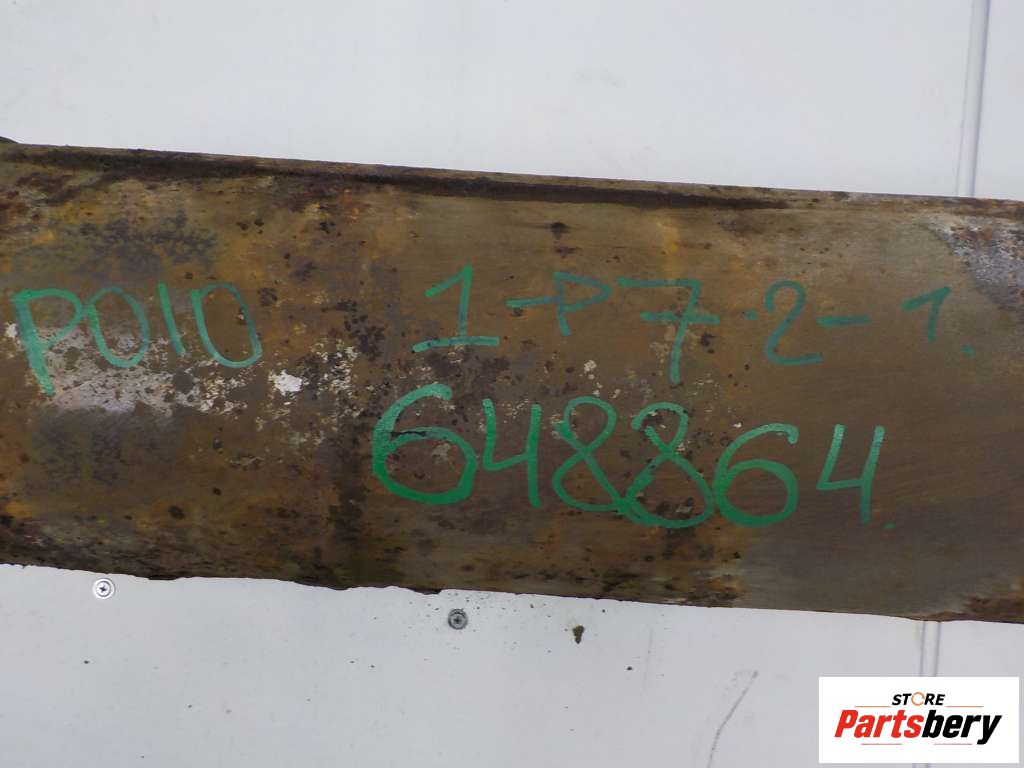 POLO 1-P7-2-1.
648864.
STORE
Partsbery